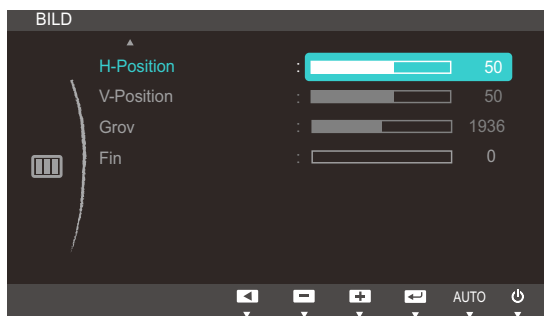 BILD
H-Position : 50
V-Position : 50
Grov : 1936
Fin : 0
AUTO